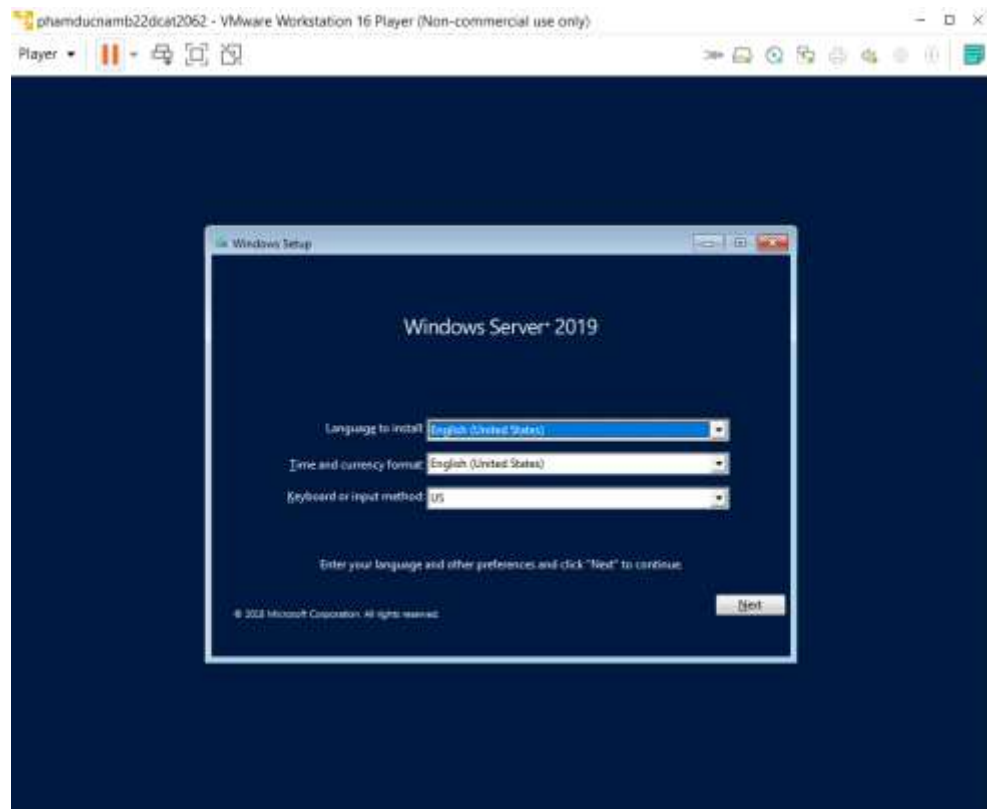 phamducnamb22dcat2062 - VMware Workstation 16 Player (Non-commercial use only)
Player
Windows Setup
Windows Server® 2019
Language to install: English (United States)
Time and currency format: English (United States)
Keyboard or input method: US
Enter your language and other preferences and click "Next" to continue.
© 2018 Microsoft Corporation. All rights reserved.
Next